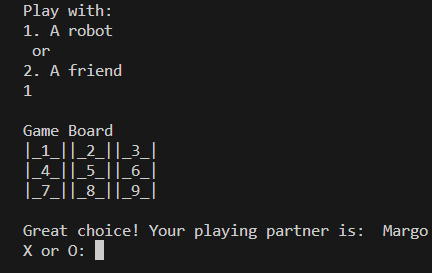 Play with:
1. A robot
 or
2. A friend
1

Game Board
|_1_||_2_||_3_|
|_4_||_5_||_6_|
|_7_||_8_||_9_|

Great choice! Your playing partner is:  Margo
X or O: